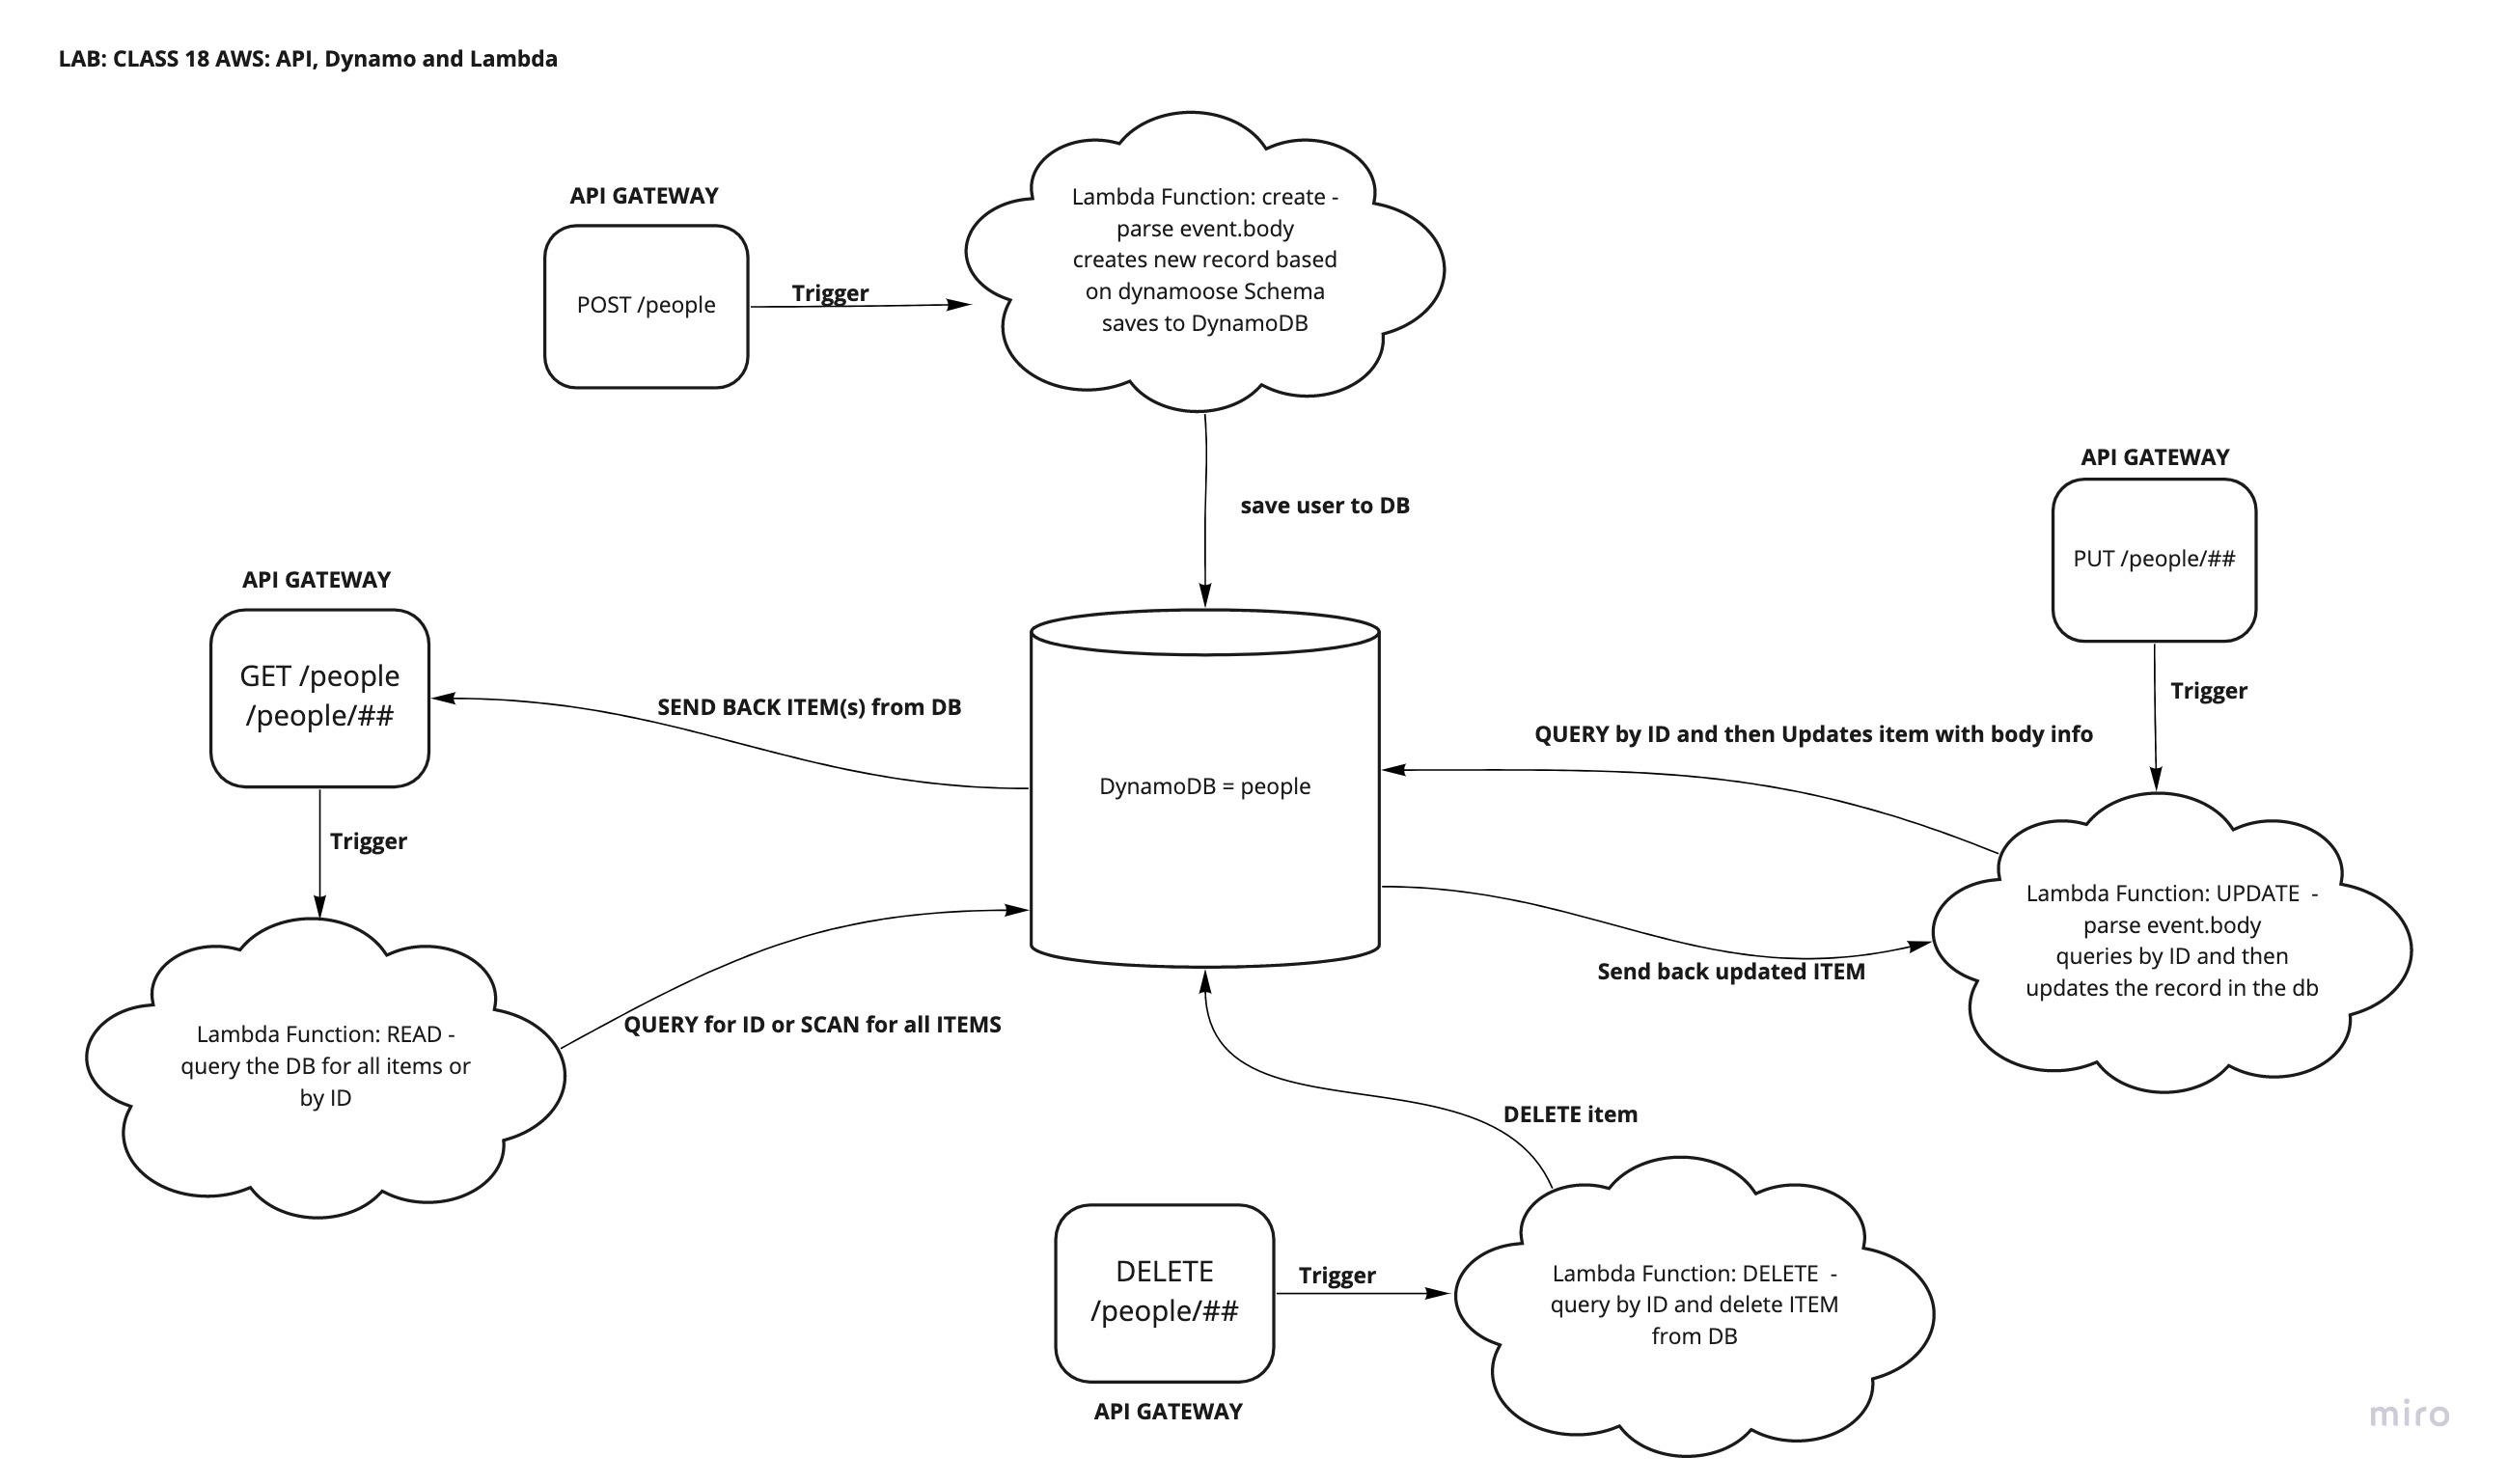 LAB: CLASS 18 AWS: API, Dynamo and Lambda
API GATEWAY
POST /people
Trigger
Lambda Function: create -
parse event.body
creates new record based
on dynamoose Schema
saves to DynamoDB
save user to DB
API GATEWAY
PUT /people/##
Trigger
API GATEWAY
GET /people
/people/##
Trigger
SEND BACK ITEM(s) from DB
DynamoDB = people
QUERY by ID and then Updates item with body info
Lambda Function: UPDATE  -
parse event.body
queries by ID and then
updates the record in the db
Send back updated ITEM
Lambda Function: READ -
query the DB for all items or
by ID
QUERY for ID or SCAN for all ITEMS
DELETE item
DELETE
/people/##
API GATEWAY
Trigger
Lambda Function: DELETE  -
query by ID and delete ITEM
from DB
miro